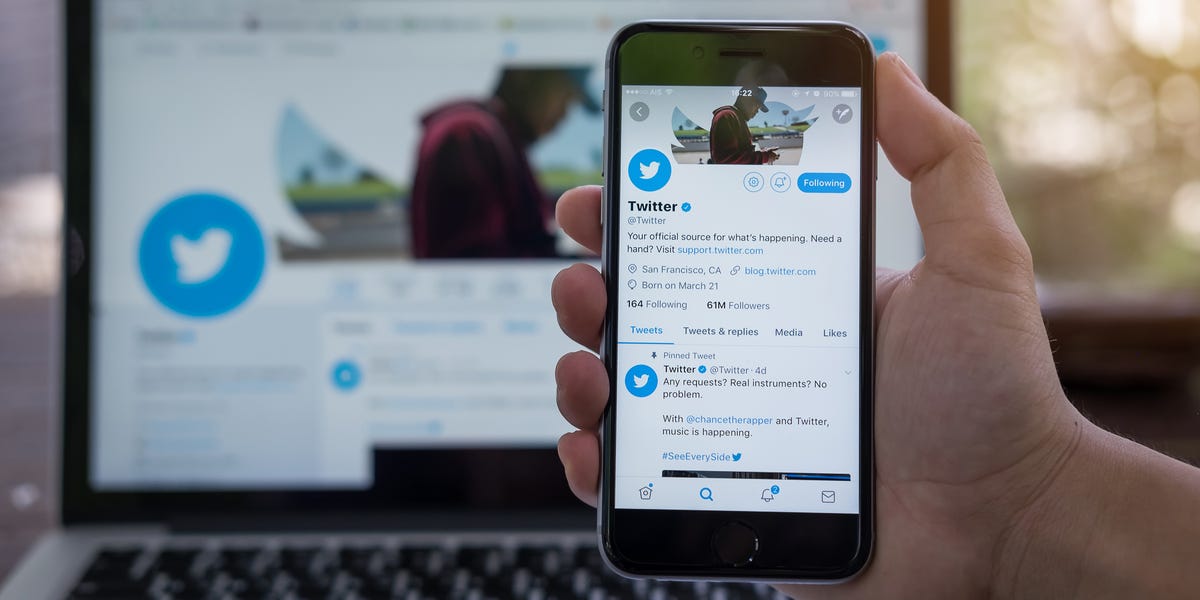 AIS 16:22 90%
Following
Twitter
@Twitter
Your official source for what's happening. Need a
hand? Visit support.twitter.com
San Francisco, CA blog.twitter.com
Born on March 21
164 Following 61M Followers
Tweets Tweets & replies Media Likes
Pinned Tweet
Twitter @Twitter · 4d
Any requests? Real instruments? No
problem.
With @chancetherapper and Twitter,
music is happening.
#SeeEverySide
2